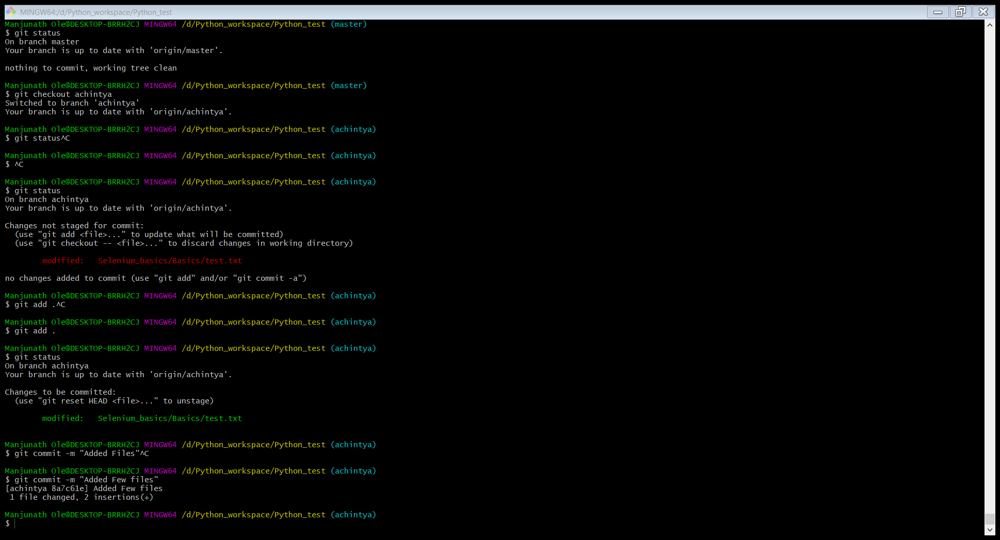 MINGW64:/d/Python_workspace/Python_test
Manjunath Ole@DESKTOP-BRRH2CJ MINGW64 /d/Python_workspace/Python_test (master)
$ git status
On branch master
Your branch is up to date with 'origin/master'.
nothing to commit, working tree clean
Manjunath Ole@DESKTOP-BRRH2CJ MINGW64 /d/Python_workspace/Python_test (master)
$ git checkout achintya
Switched to branch 'achintya'
Your branch is up to date with 'origin/achintya'.
Manjunath Ole@DESKTOP-BRRH2CJ MINGW64 /d/Python_workspace/Python_test (achintya)
$ git status^C
Manjunath Ole@DESKTOP-BRRH2CJ MINGW64 /d/Python_workspace/Python_test (achintya)
$ ^C
Manjunath Ole@DESKTOP-BRRH2CJ MINGW64 /d/Python_workspace/Python_test (achintya)
$ git status
On branch achintya
Your branch is up to date with 'origin/achintya'.
Changes not staged for commit:
  (use "git add <file>..." to update what will be committed)
  (use "git checkout -- <file>..." to discard changes in working directory)
        modified:   Selenium_basics/Basics/test.txt
no changes added to commit (use "git add" and/or "git commit -a")
Manjunath Ole@DESKTOP-BRRH2CJ MINGW64 /d/Python_workspace/Python_test (achintya)
$ git add .^C
Manjunath Ole@DESKTOP-BRRH2CJ MINGW64 /d/Python_workspace/Python_test (achintya)
$ git add .
Manjunath Ole@DESKTOP-BRRH2CJ MINGW64 /d/Python_workspace/Python_test (achintya)
$ git status
On branch achintya
Your branch is up to date with 'origin/achintya'.
Changes to be committed:
  (use "git reset HEAD <file>..." to unstage)
        modified:   Selenium_basics/Basics/test.txt
Manjunath Ole@DESKTOP-BRRH2CJ MINGW64 /d/Python_workspace/Python_test (achintya)
$ git commit -m "Added Files"^C
Manjunath Ole@DESKTOP-BRRH2CJ MINGW64 /d/Python_workspace/Python_test (achintya)
$ git commit -m "Added Few files"
[achintya 8a7c61e] Added Few files
 1 file changed, 2 insertions(+)
Manjunath Ole@DESKTOP-BRRH2CJ MINGW64 /d/Python_workspace/Python_test (achintya)
$